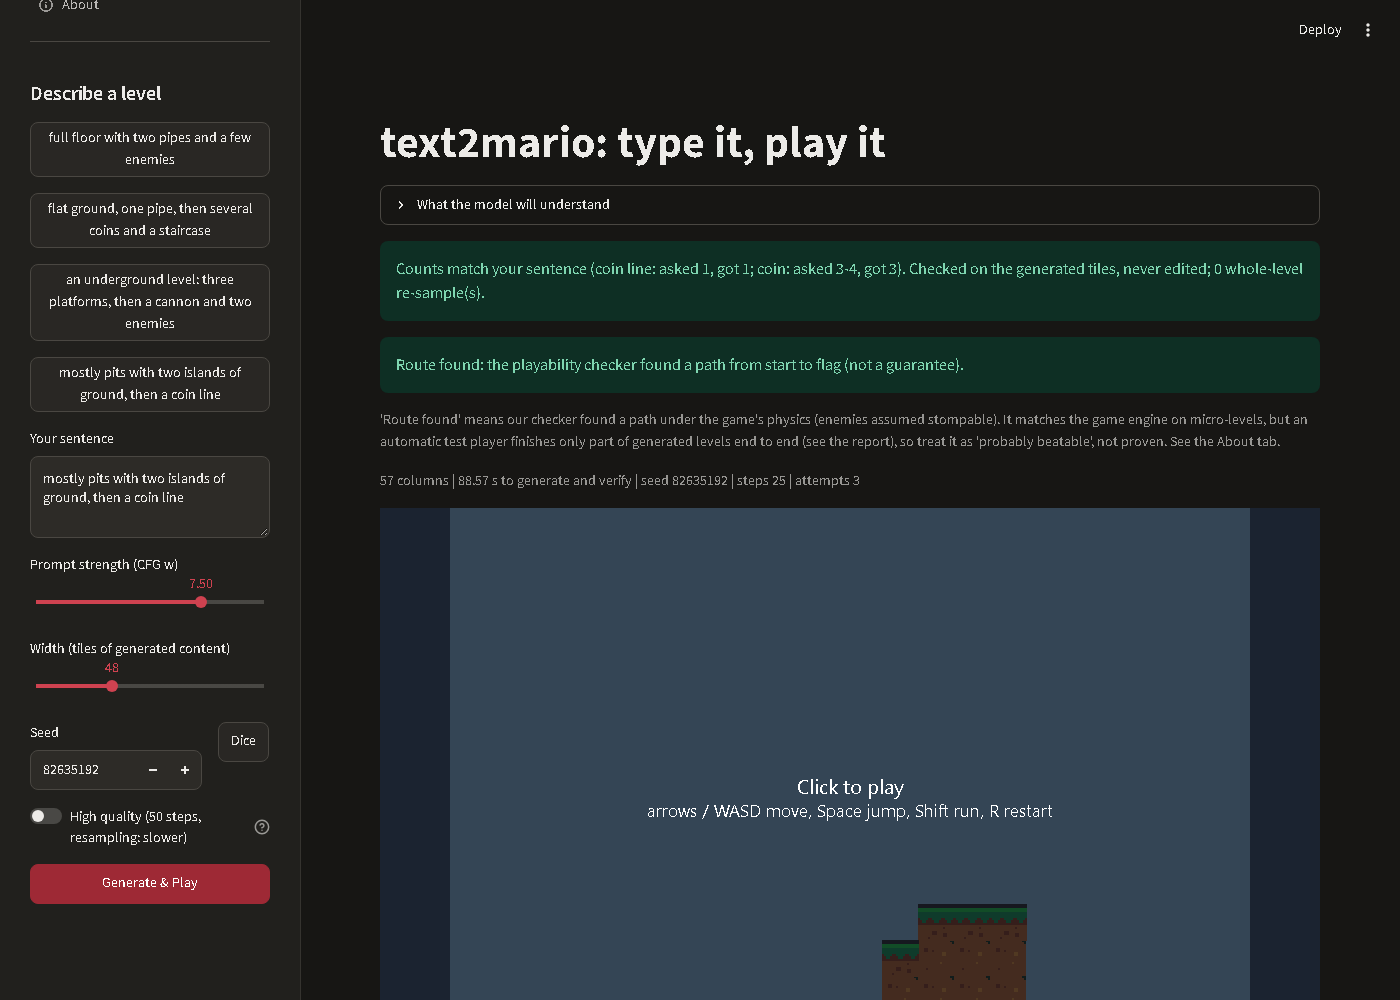 About
Deploy
Describe a level
full floor with two pipes and a few
enemies
flat ground, one pipe, then several
coins and a staircase
an underground level: three
platforms, then a cannon and two
enemies
mostly pits with two islands of
ground, then a coin line
Your sentence
mostly pits with two islands of
ground, then a coin line
Prompt strength (CFG w)
7.50
Width (tiles of generated content)
48
Seed
Dice
82635192
High quality (50 steps,
resampling; slower)
Generate & Play
text2mario: type it, play it
What the model will understand
Counts match your sentence (coin line: asked 1, got 1; coin: asked 3-4, got 3). Checked on the generated tiles, never edited; 0 whole-level
re-sample(s).
Route found: the playability checker found a path from start to flag (not a guarantee).
'Route found' means our checker found a path under the game's physics (enemies assumed stompable). It matches the game engine on micro-levels, but an
automatic test player finishes only part of generated levels end to end (see the report), so treat it as 'probably beatable', not proven. See the About tab.
57 columns | 88.57 s to generate and verify | seed 82635192 | steps 25 | attempts 3
Click to play
arrows / WASD move, Space jump, Shift run, R restart